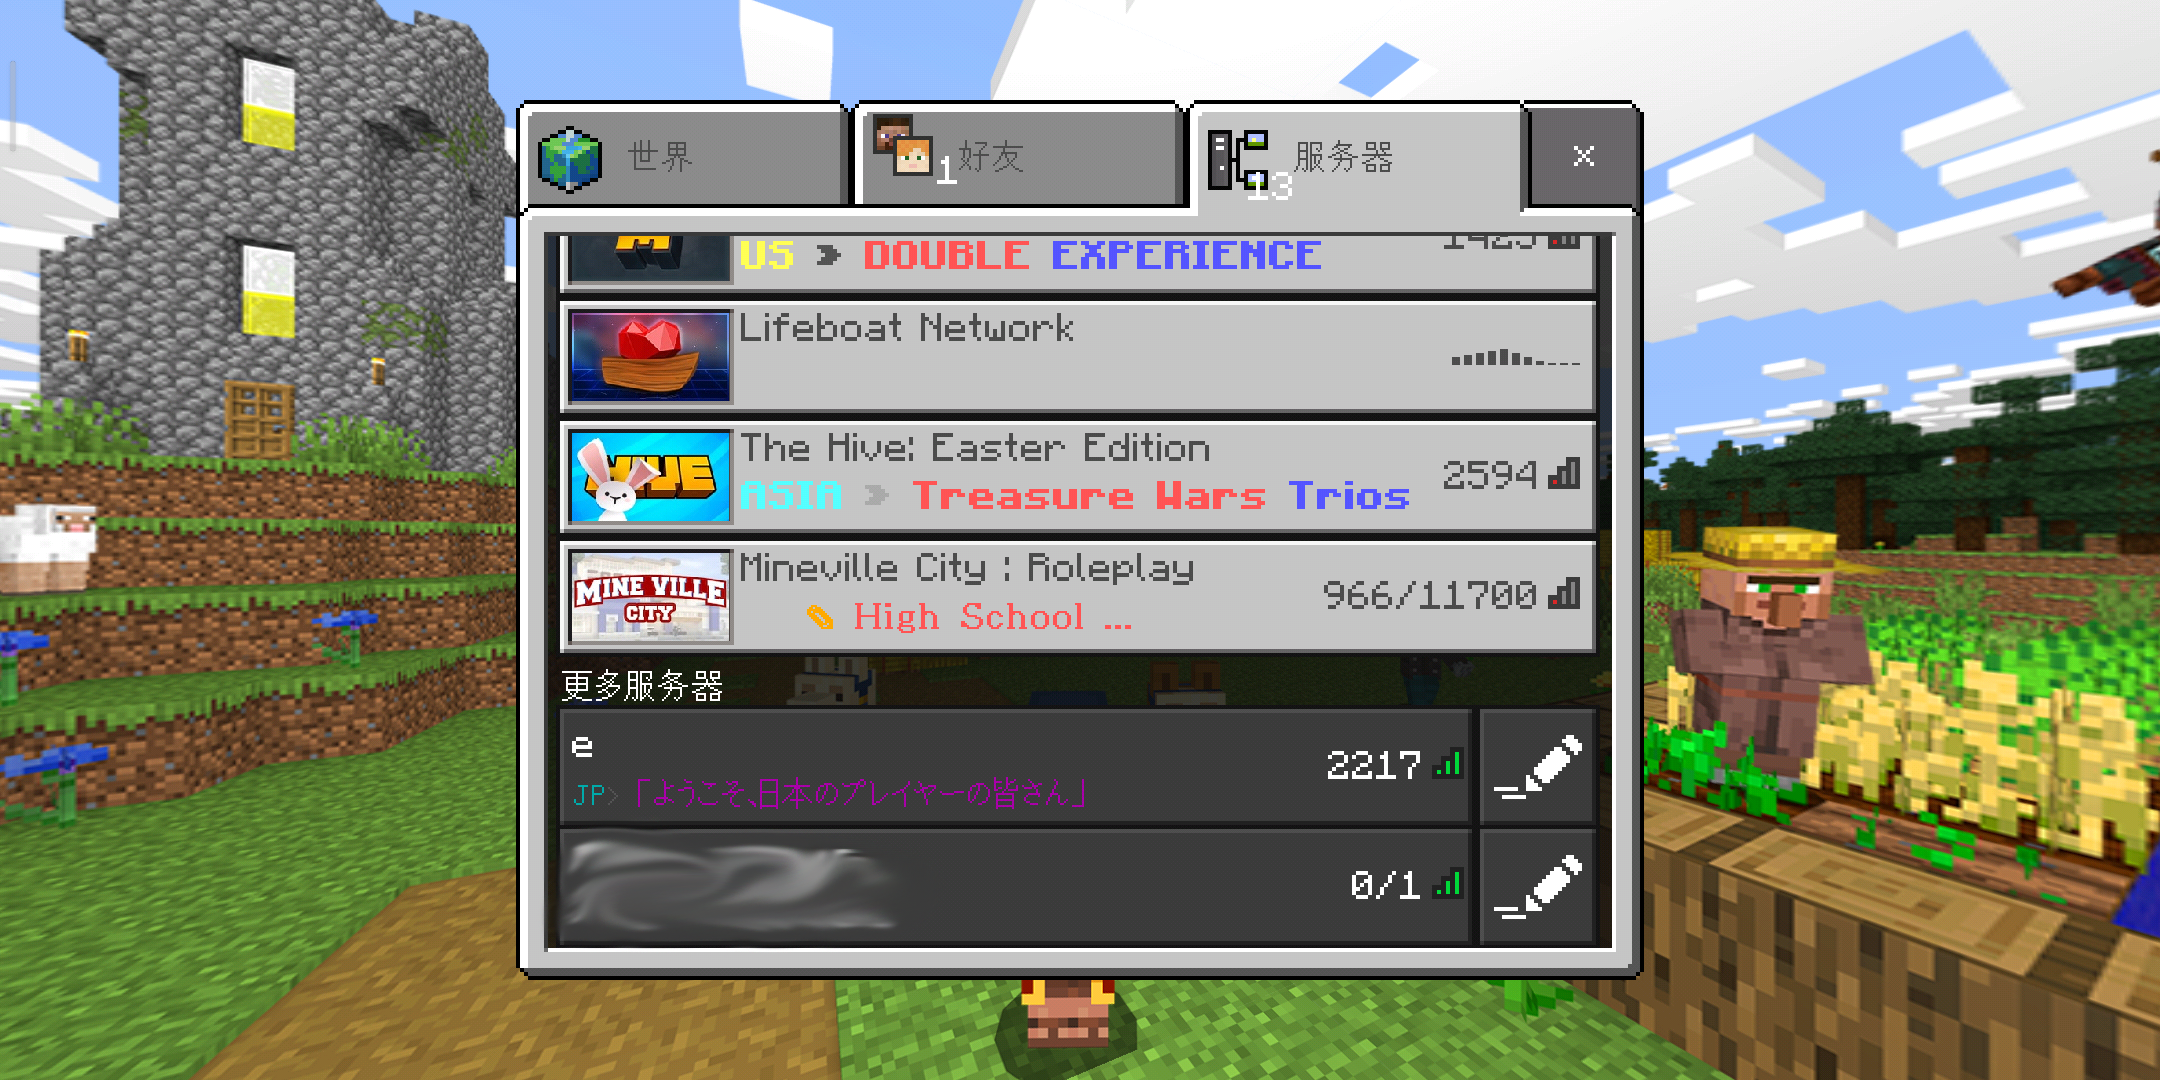 世界
1
好友
13
服务器
US » DOUBLE EXPERIENCE
1425
Lifeboat Network
HIVE
The Hive: Easter Edition
ASIA » Treasure Wars Trios
2594
MINE VILLE
CITY
Mineville City : Roleplay
High School ...
966/11700
更多服务器
e
JP> 「ようこそ、日本のプレイヤーの皆さん」
2217
0/1